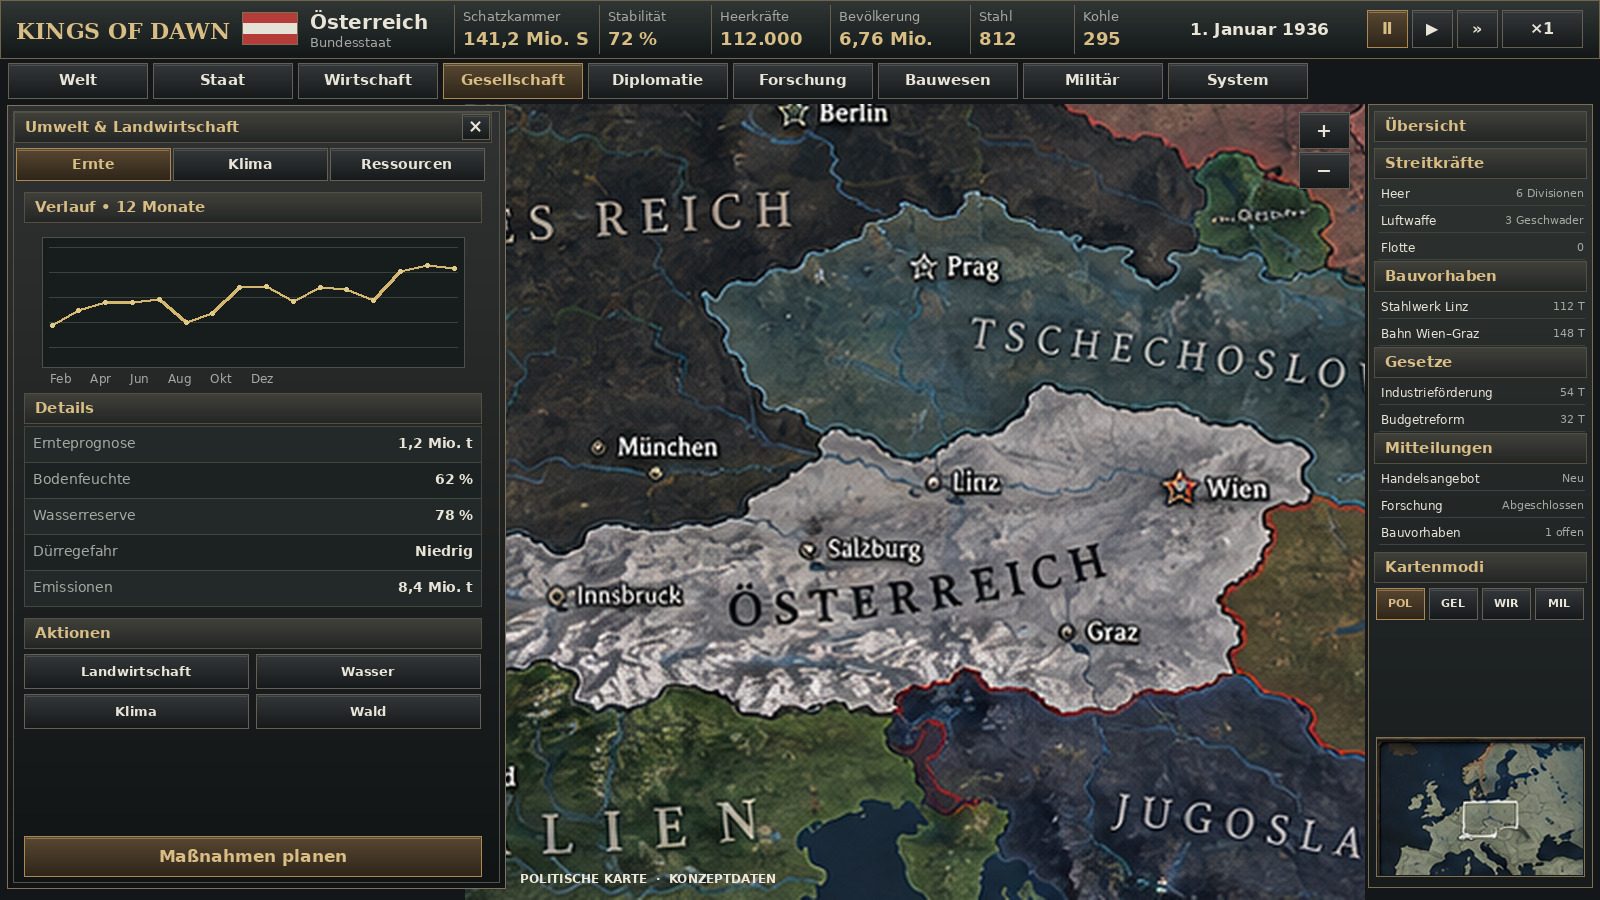 KINGS OF DAWN
Österreich
Bundesstaat
Schatzkammer
141,2 Mio. S
Stabilität
72 %
Heerkräfte
112.000
Bevölkerung
6,76 Mio.
Stahl
812
Kohle
295
1. Januar 1936
×1
Welt
Staat
Wirtschaft
Gesellschaft
Diplomatie
Forschung
Bauwesen
Militär
System
Umwelt & Landwirtschaft
Ernte
Klima
Ressourcen
Verlauf • 12 Monate
Feb Apr Jun Aug Okt Dez
Details
Ernteprognose 1,2 Mio. t
Bodenfeuchte 62 %
Wasserreserve 78 %
Dürregefahr Niedrig
Emissionen 8,4 Mio. t
Aktionen
Landwirtschaft
Wasser
Klima
Wald
Maßnahmen planen
Berlin
ES REICH
Prag
TSCHECHOSLOV
München
Linz
Wien
Salzburg
Innsbruck
ÖSTERREICH
Graz
d
LIEN
JUGOSLA
POLITISCHE KARTE · KONZEPTDATEN
Übersicht
Streitkräfte
Heer 6 Divisionen
Luftwaffe 3 Geschwader
Flotte 0
Bauvorhaben
Stahlwerk Linz 112 T
Bahn Wien–Graz 148 T
Gesetze
Industrieförderung 54 T
Budgetreform 32 T
Mitteilungen
Handelsangebot Neu
Forschung Abgeschlossen
Bauvorhaben 1 offen
Kartenmodi
POL
GEL
WIR
MIL